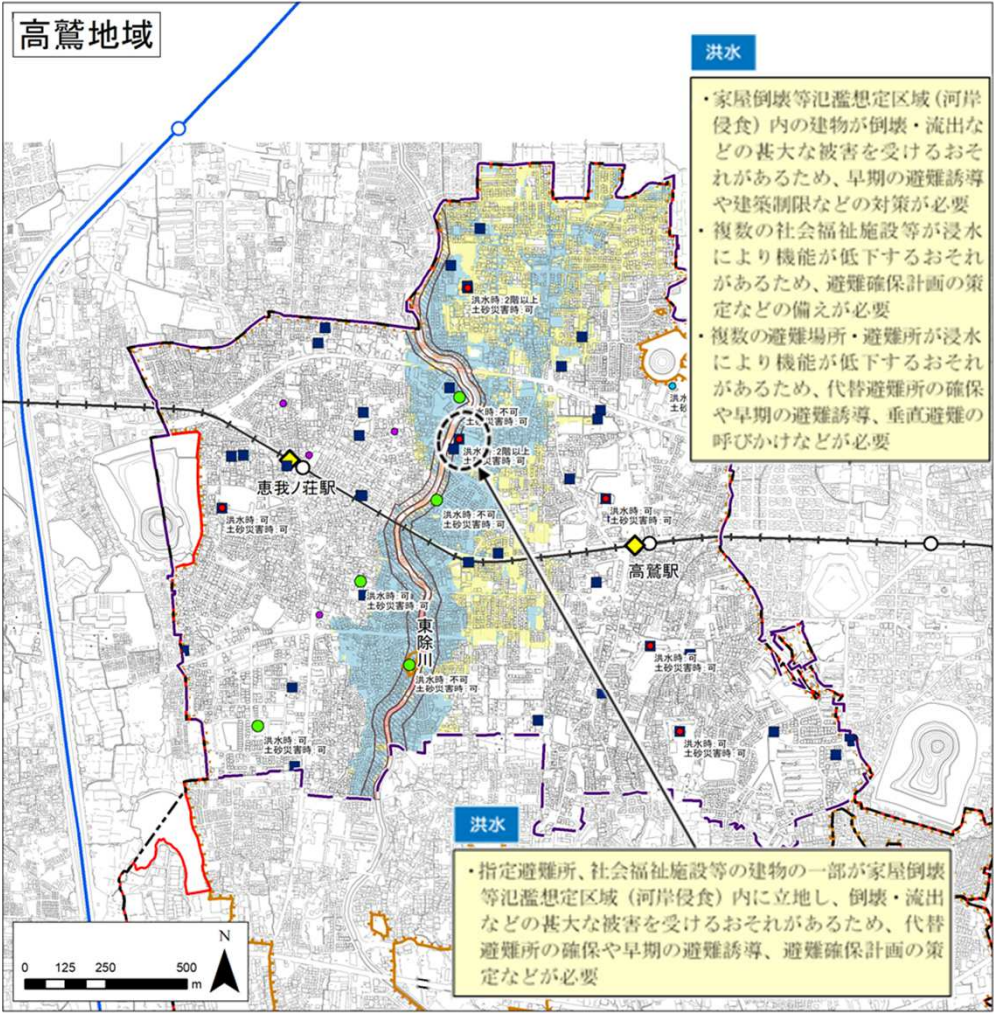 高鷲地域
洪水
・家屋倒壊等氾濫想定区域（河岸
侵食）内の建物が倒壊・流出な
どの甚大な被害を受けるおそ
れがあるため、早期の避難誘導
や建築制限などの対策が必要
・複数の社会福祉施設等が浸水
により機能が低下するおそれ
があるため、避難確保計画の策
定などの備えが必要
・複数の避難場所・避難所が浸水
により機能が低下するおそれ
があるため、代替避難所の確保
や早期の避難誘導、垂直避難の
呼びかけなどが必要
洪水時:2階以上
土砂災害時:可
水時:不可
土砂災害時:可
洪水時:2階以上
土砂災害時:可
恵我ノ荘駅
洪水時:可
土砂災害時:可
洪水時:不可
土砂災害時:可
洪水時:可
土砂災害時:可
高鷲駅
洪水時:可
土砂災害時:可
東除川
洪水時:可
土砂災害時:可
洪水時:不可
土砂災害時:可
洪水時:可
土砂災害時:可
洪水時:可
土砂災害時:可
洪水
・指定避難所、社会福祉施設等の建物の一部が家屋倒壊
等氾濫想定区域（河岸侵食）内に立地し、倒壊・流出
などの甚大な被害を受けるおそれがあるため、代替
避難所の確保や早期の避難誘導、避難確保計画の策
定などが必要
N
0 125 250 500
m